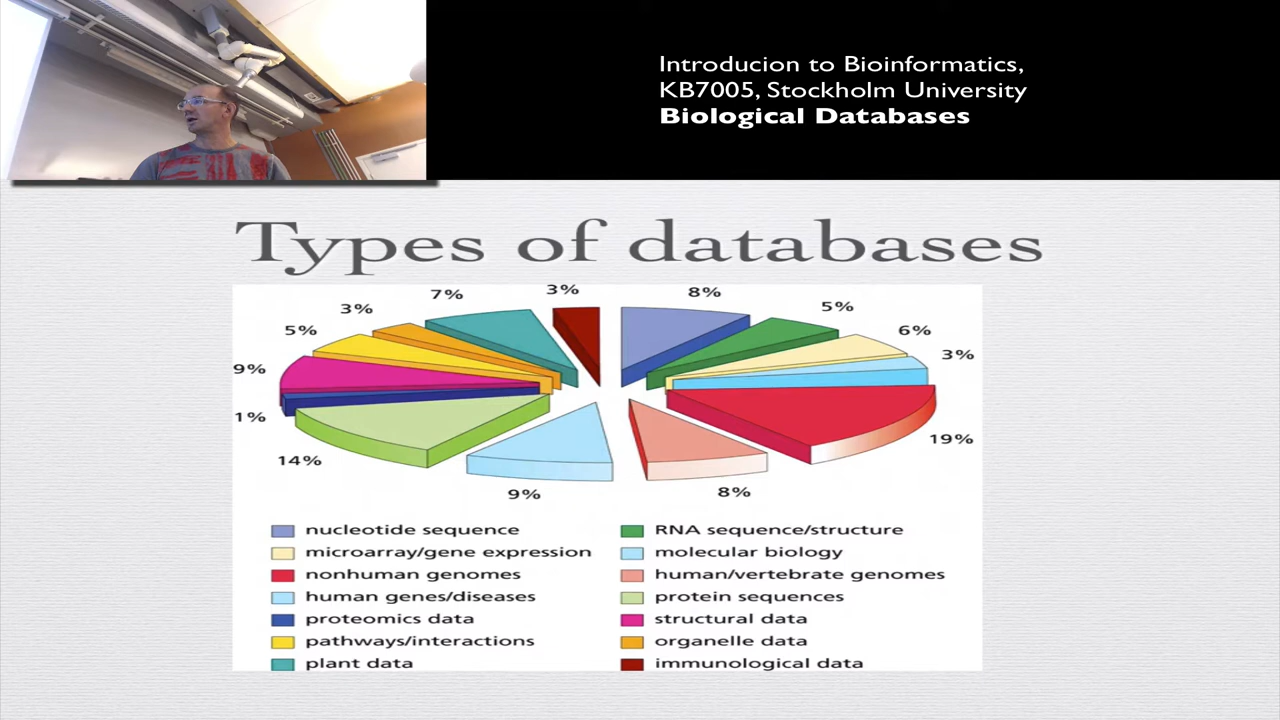 Introducion to Bioinformatics,
KB7005, Stockholm University
Biological Databases
Types of databases
3%
8%
7%
5%
3%
6%
5%
3%
9%
1%
19%
14%
9%
8%
nucleotide sequence
RNA sequence/structure
microarray/gene expression
molecular biology
nonhuman genomes
human/vertebrate genomes
human genes/diseases
protein sequences
proteomics data
structural data
pathways/interactions
organelle data
plant data
immunological data